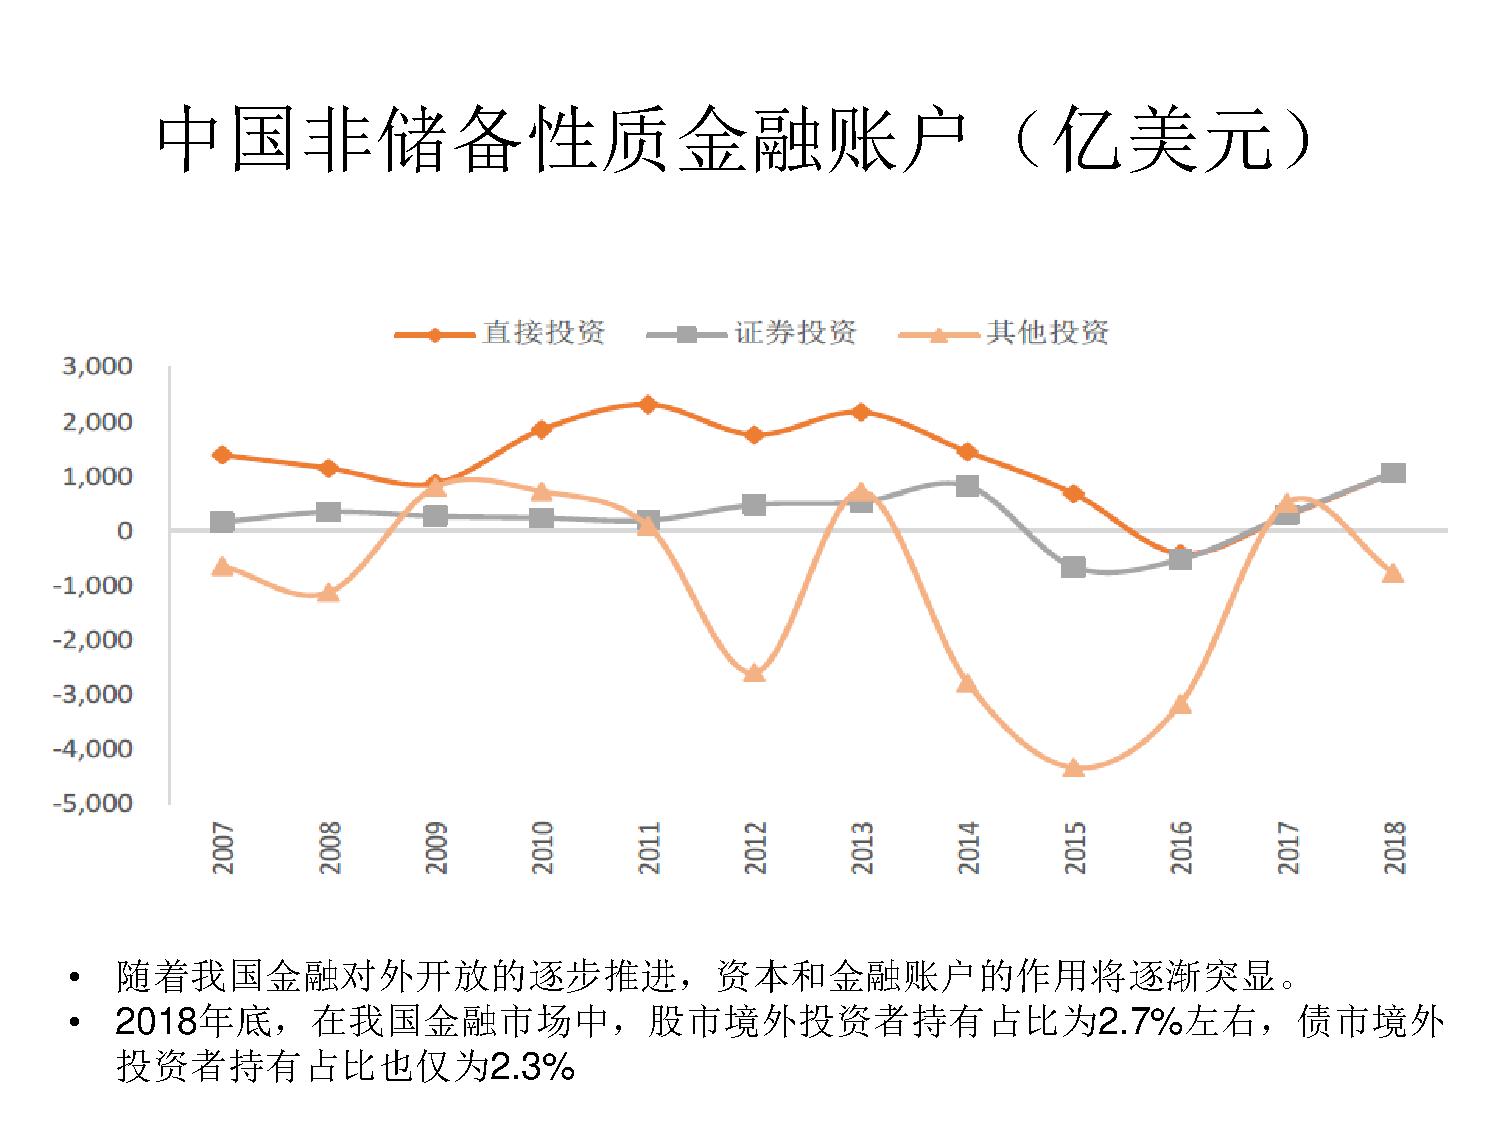 中国非储备性质金融账户（亿美元）
直接投资 证券投资 其他投资
3,000
2,000
1,000
0
-1,000
-2,000
-3,000
-4,000
-5,000
2007 2008 2009 2010 2011 2012 2013 2014 2015 2016 2017 2018
• 随着我国金融对外开放的逐步推进，资本和金融账户的作用将逐渐突显。
• 2018年底，在我国金融市场中，股市境外投资者持有占比为2.7%左右，债市境外
投资者持有占比也仅为2.3%